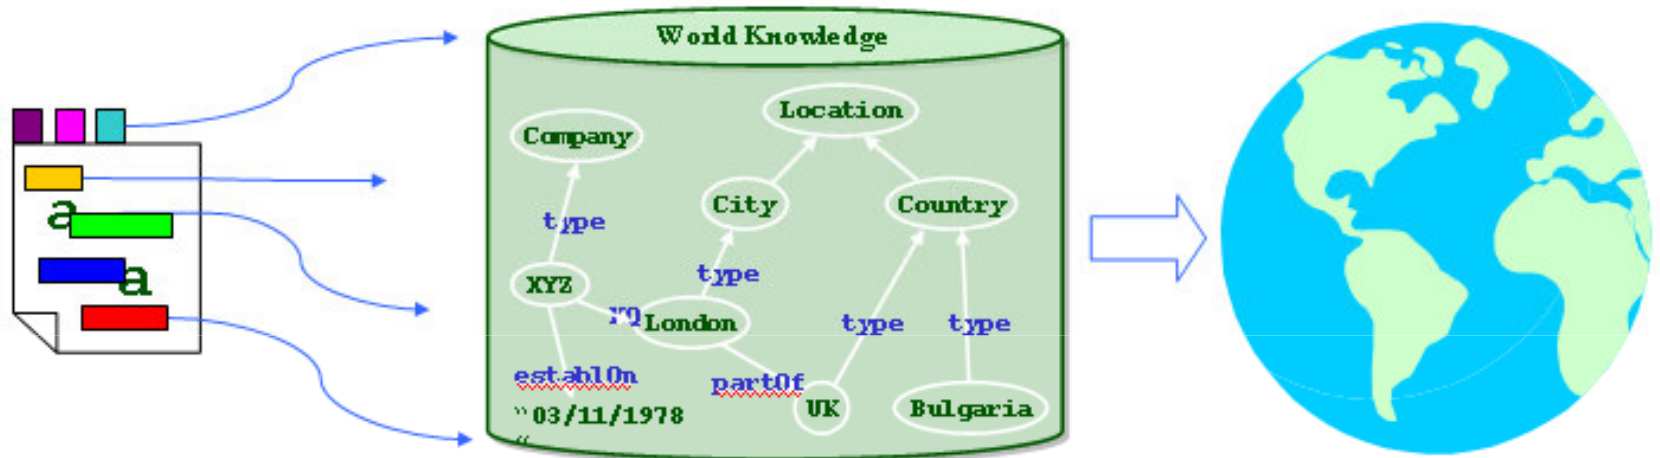 World Knowledge
Location
Company
City
Country
type
type
XYZ
HQ
London
type
type
establOn
partOf
UK
Bulgaria
"03/11/1978
"
a
a